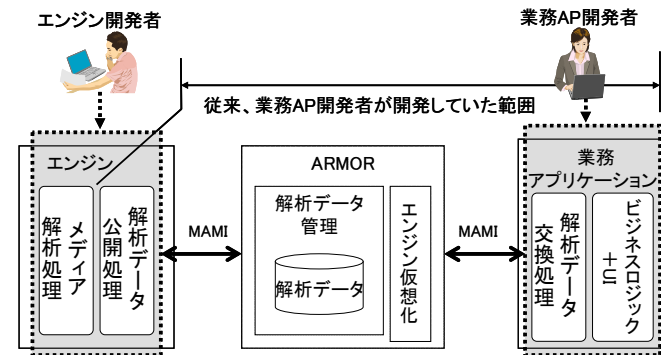 エンジン開発者
業務AP開発者
従来、業務AP開発者が開発していた範囲
エンジン
メディア
解析処理
解析データ
公開処理
MAMI
ARMOR
解析データ
管理
解析データ
エンジン仮想化
MAMI
業務
アプリケーション
解析データ
交換処理
ビジネスロジック
+UI